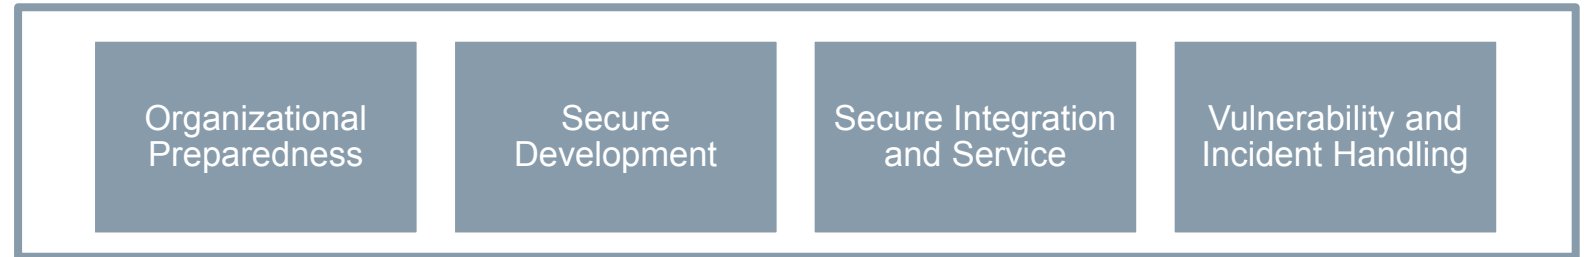 Organizational
Preparedness
Secure
Development
Secure Integration
and Service
Vulnerability and
Incident Handling